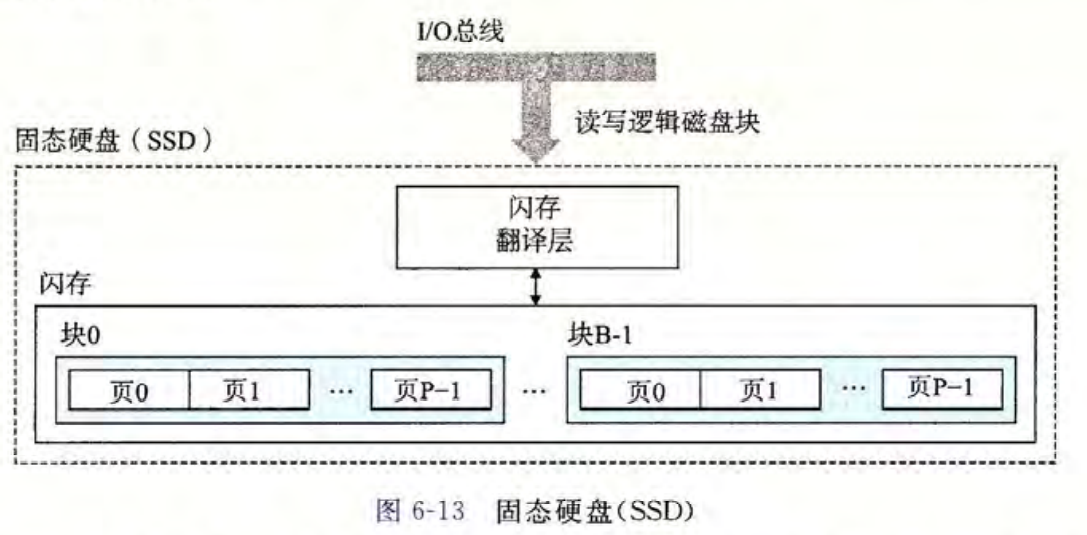 I/O总线
读写逻辑磁盘块
固态硬盘（SSD）
闪存
翻译层
闪存
块0 块B-1
页0 页1 … 页P-1 … 页0 页1 … 页P-1
图 6-13 固态硬盘(SSD)